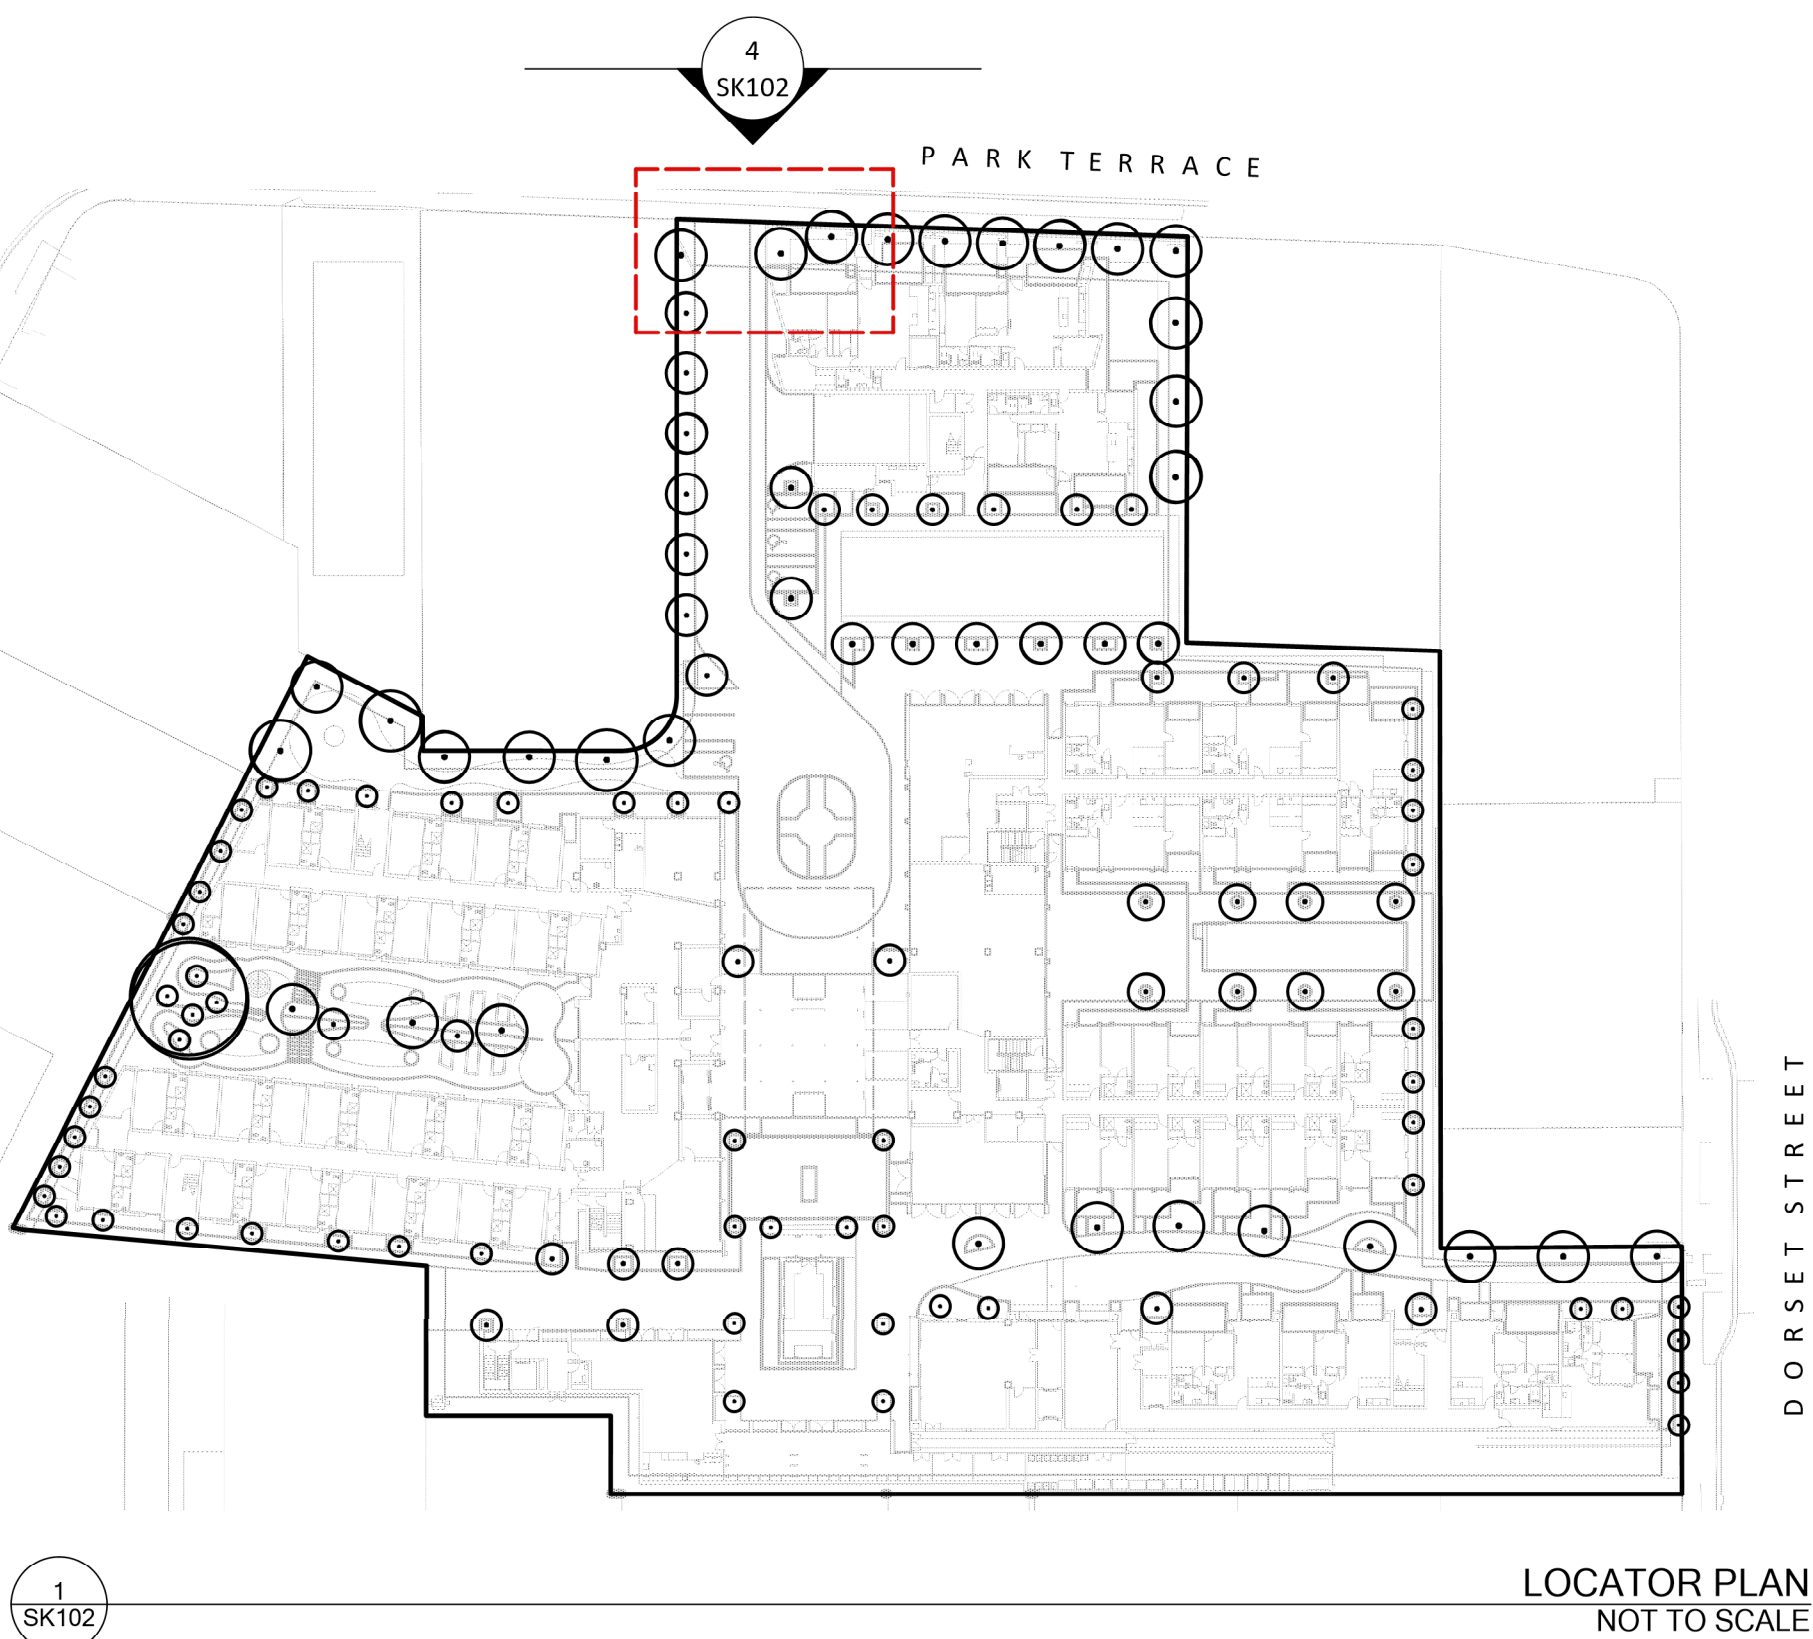 4
SK102
PARK TERRACE
DORSET STREET
1
SK102
LOCATOR PLAN
NOT TO SCALE